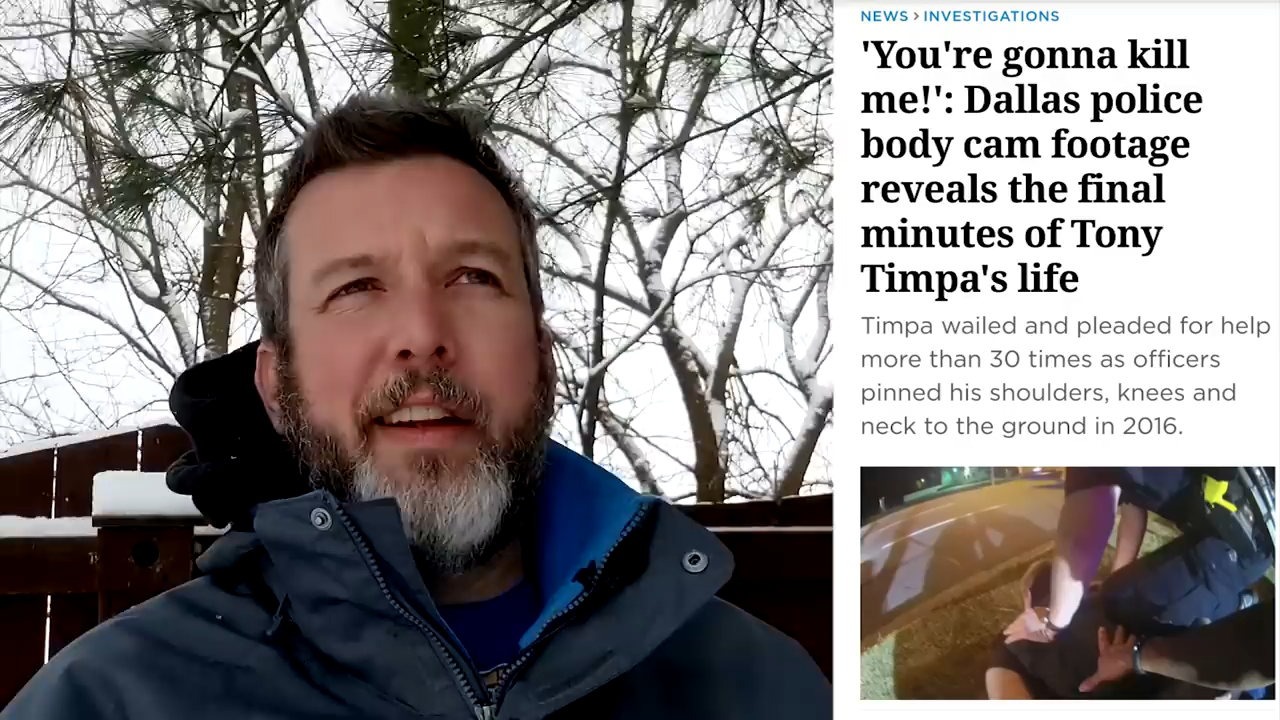 NEWS > INVESTIGATIONS
'You're gonna kill
me!': Dallas police
body cam footage
reveals the final
minutes of Tony
Timpa's life
Timpa wailed and pleaded for help
more than 30 times as officers
pinned his shoulders, knees and
neck to the ground in 2016.